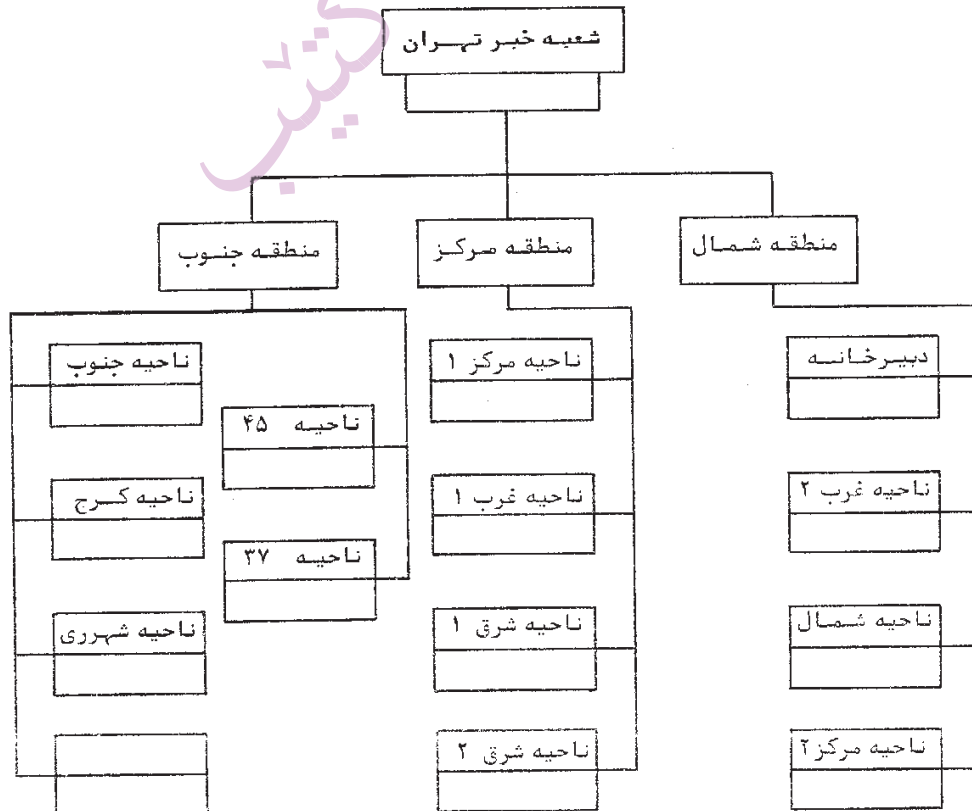 شعبه خبر تهران
منطقه شمال
منطقه مرکز
منطقه جنوب
دبیرخانه
ناحیه غرب ۲
ناحیه شمال
ناحیه مرکز ۲
ناحیه مرکز ۱
ناحیه غرب ۱
ناحیه شرق ۱
ناحیه شرق ۲
ناحیه ۴۵
ناحیه ۳۷
ناحیه جنوب
ناحیه کرج
ناحیه شهرری